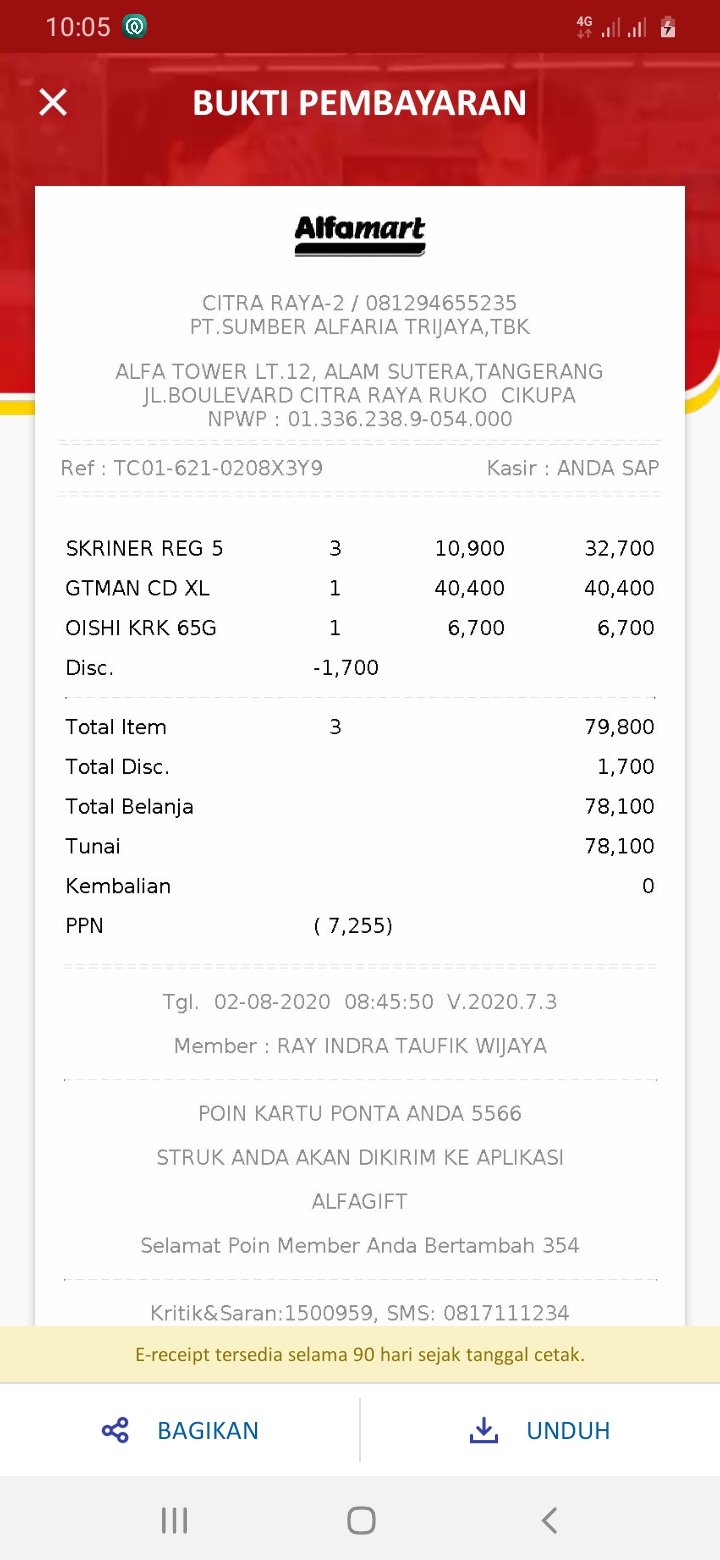 10:05
4G
BUKTI PEMBAYARAN
Alfamart
CITRA RAYA-2 / 081294655235
PT.SUMBER ALFARIA TRIJAYA,TBK
ALFA TOWER LT.12, ALAM SUTERA,TANGERANG
JL.BOULEVARD CITRA RAYA RUKO  CIKUPA
NPWP : 01.336.238.9-054.000
Ref : TC01-621-0208X3Y9 Kasir : ANDA SAP
SKRINER REG 5 3 10,900 32,700
GTMAN CD XL 1 40,400 40,400
OISHI KRK 65G 1 6,700 6,700
Disc. -1,700
Total Item 3 79,800
Total Disc. 1,700
Total Belanja 78,100
Tunai 78,100
Kembalian 0
PPN ( 7,255)
Tgl.  02-08-2020  08:45:50  V.2020.7.3
Member : RAY INDRA TAUFIK WIJAYA
POIN KARTU PONTA ANDA 5566
STRUK ANDA AKAN DIKIRIM KE APLIKASI
ALFAGIFT
Selamat Poin Member Anda Bertambah 354
Kritik&Saran:1500959, SMS: 0817111234
E-receipt tersedia selama 90 hari sejak tanggal cetak.
BAGIKAN UNDUH